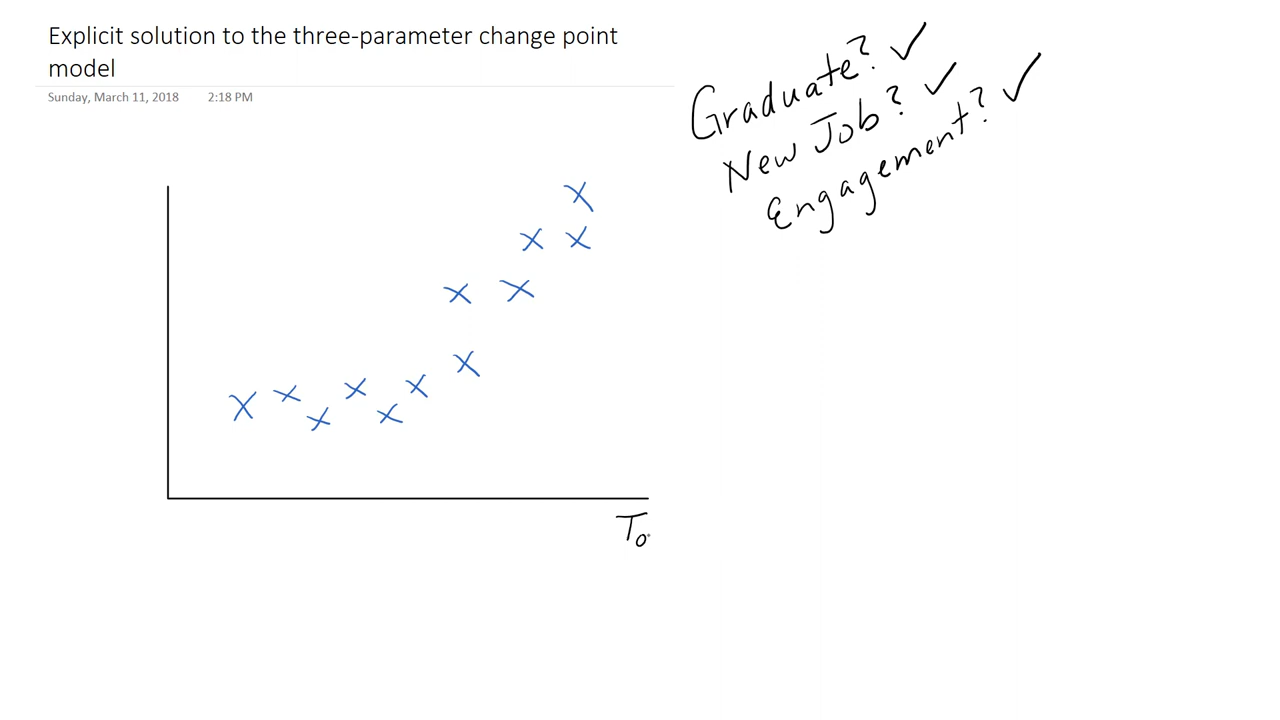 Explicit solution to the three-parameter change point
model
Sunday, March 11, 2018 2:18 PM
Graduate? ✓
New Job? ✓
Engagement? ✓
To